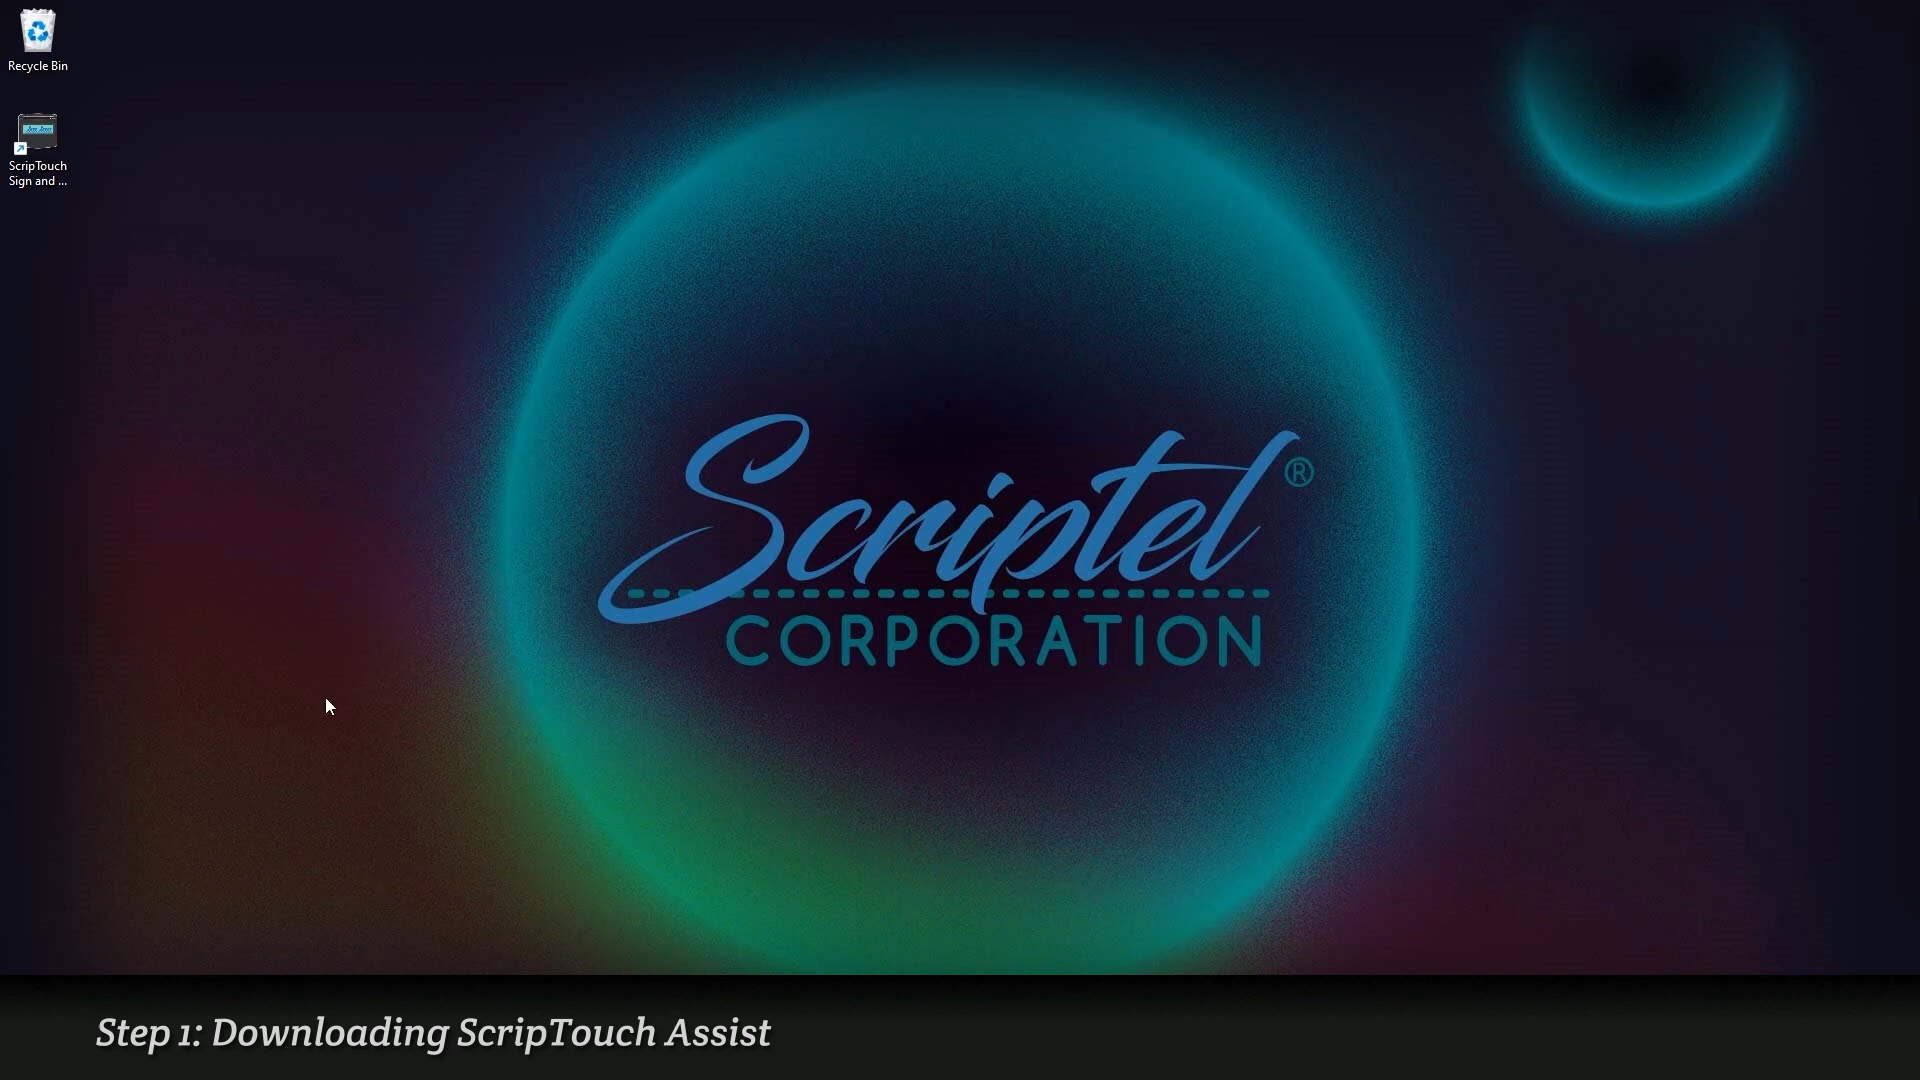 Recycle Bin
ScripTouch
Sign and ...
Scriptel®
CORPORATION
Step 1: Downloading ScripTouch Assist